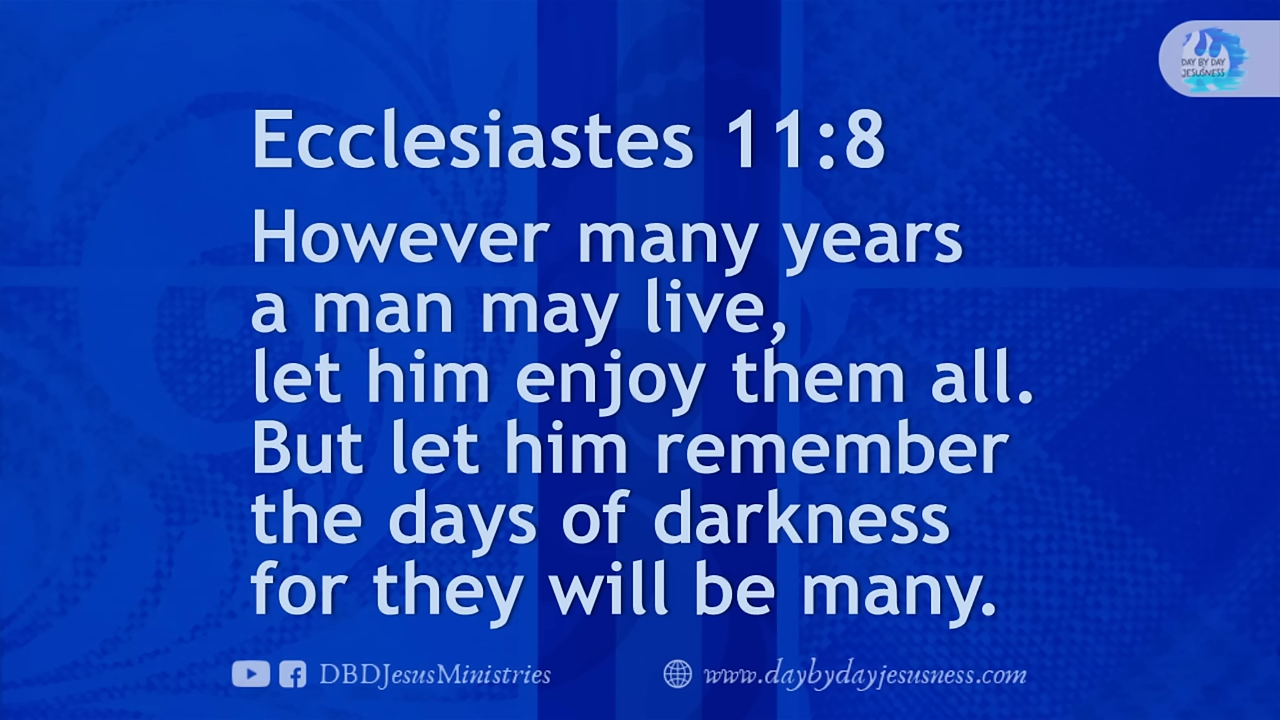 DAY BY DAY
JESUSNESS
Ecclesiastes 11:8
However many years
a man may live,
let him enjoy them all.
But let him remember
the days of darkness
for they will be many.
DBDJesusMinistries
www.daybydayjesusness.com